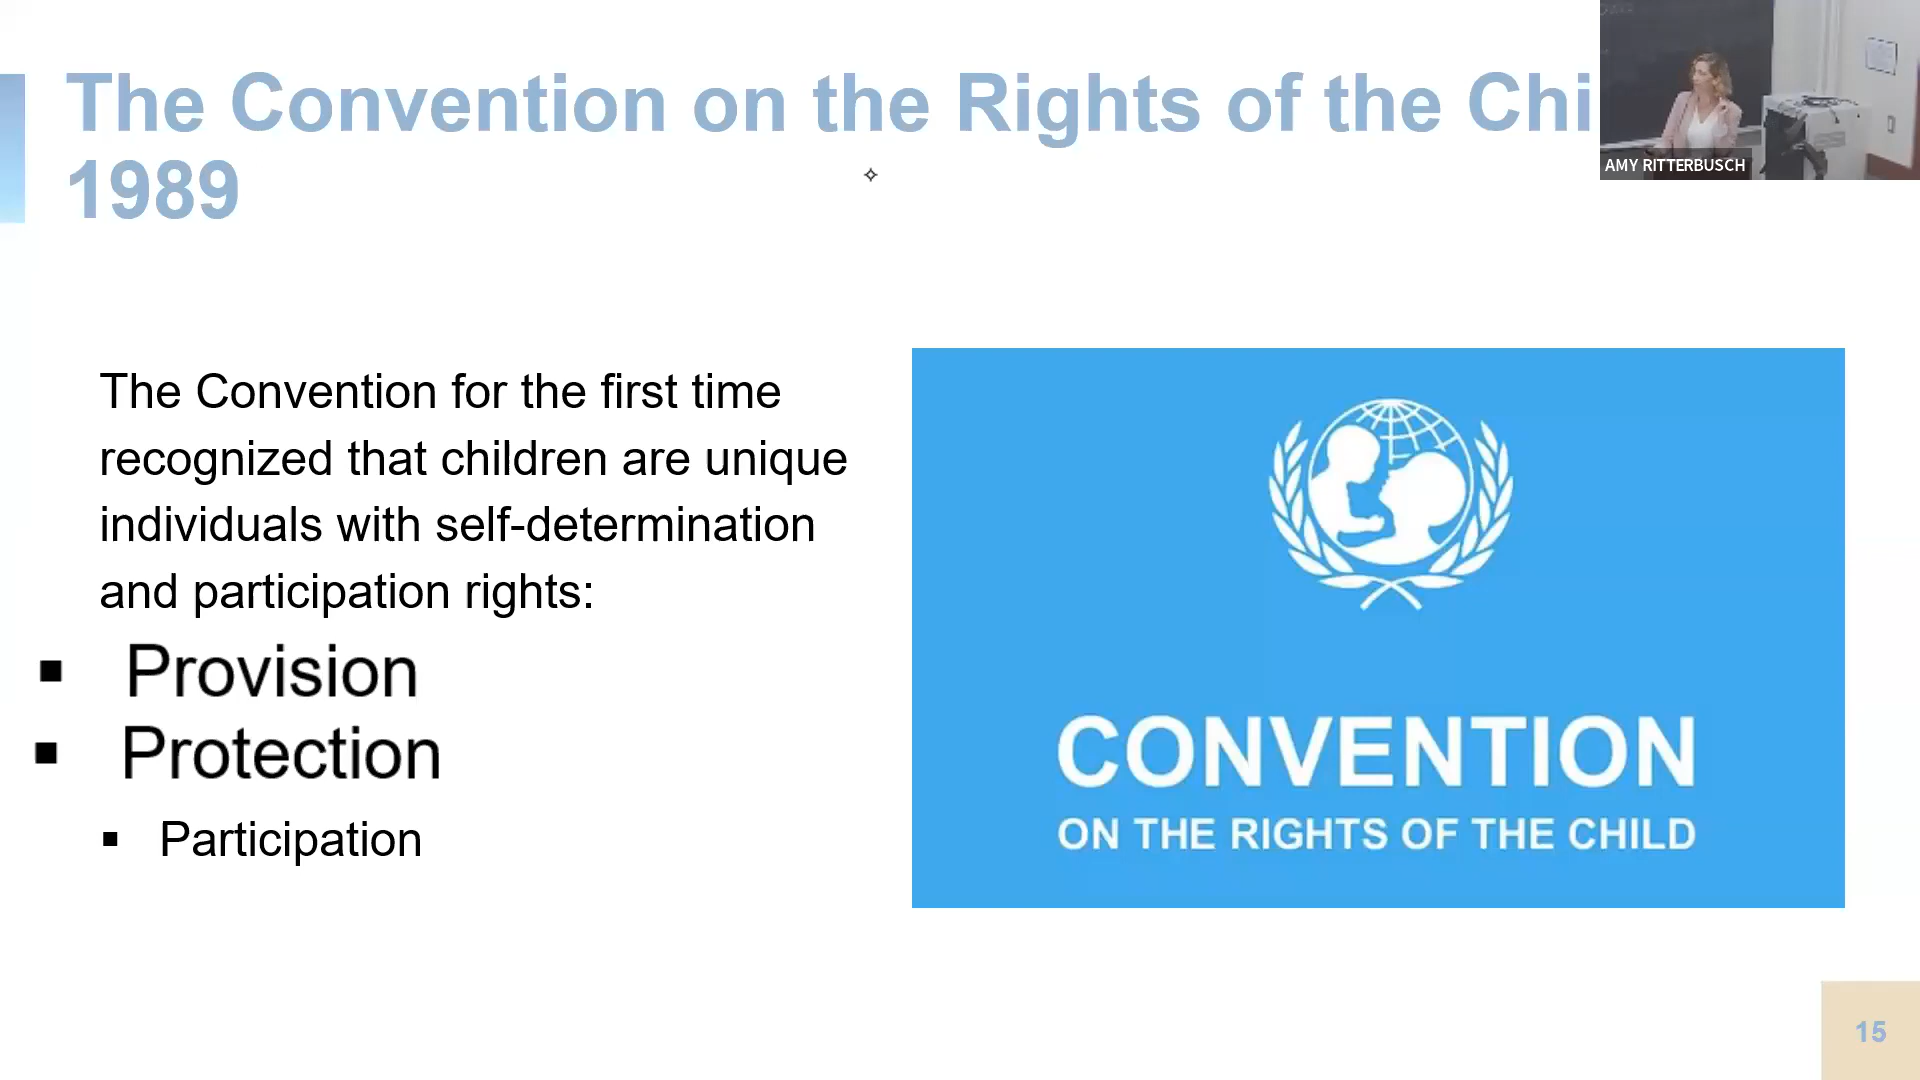 The Convention on the Rights of the Chi
1989
AMY RITTERBUSCH
The Convention for the first time
recognized that children are unique
individuals with self-determination
and participation rights:
▪ Provision
▪ Protection
▪ Participation
CONVENTION
ON THE RIGHTS OF THE CHILD
15